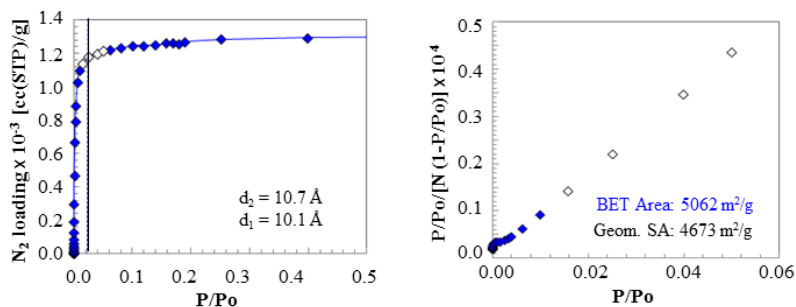 N₂ loading x 10⁻³ [cc(STP)/g]
1.4
1.2
1.0
0.8
0.6
0.4
0.2
0.0
d₂ = 10.7 Å
d₁ = 10.1 Å
0.0 0.1 0.2 0.3 0.4 0.5
P/Po
P/Po/[N (1-P/Po)] x 10⁴
0.5
0.4
0.3
0.2
0.1
0.0
BET Area: 5062 m²/g
Geom. SA: 4673 m²/g
0.00 0.02 0.04 0.06
P/Po